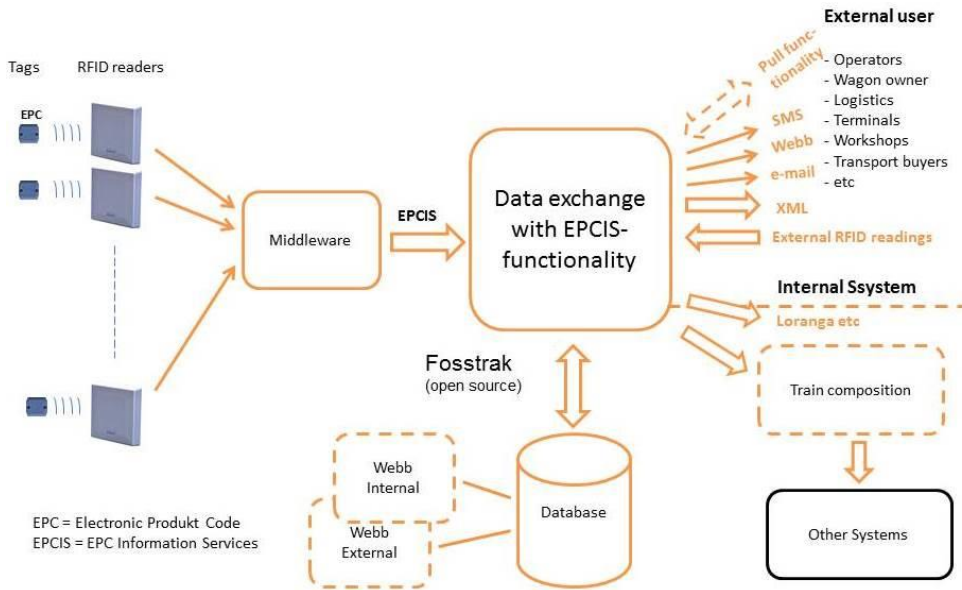 Tags
RFID readers
EPC
Middleware
EPCIS
Data exchange
with EPCIS-
functionality
Pull func-
tionality
SMS
Webb
e-mail
XML
External RFID readings
External user
- Operators
- Wagon owner
- Logistics
- Terminals
- Workshops
- Transport buyers
- etc
Internal Ssystem
Loranga etc
Train composition
Other Systems
Fosstrak
(open source)
Database
Webb
Internal
Webb
External
EPC = Electronic Produkt Code
EPCIS = EPC Information Services